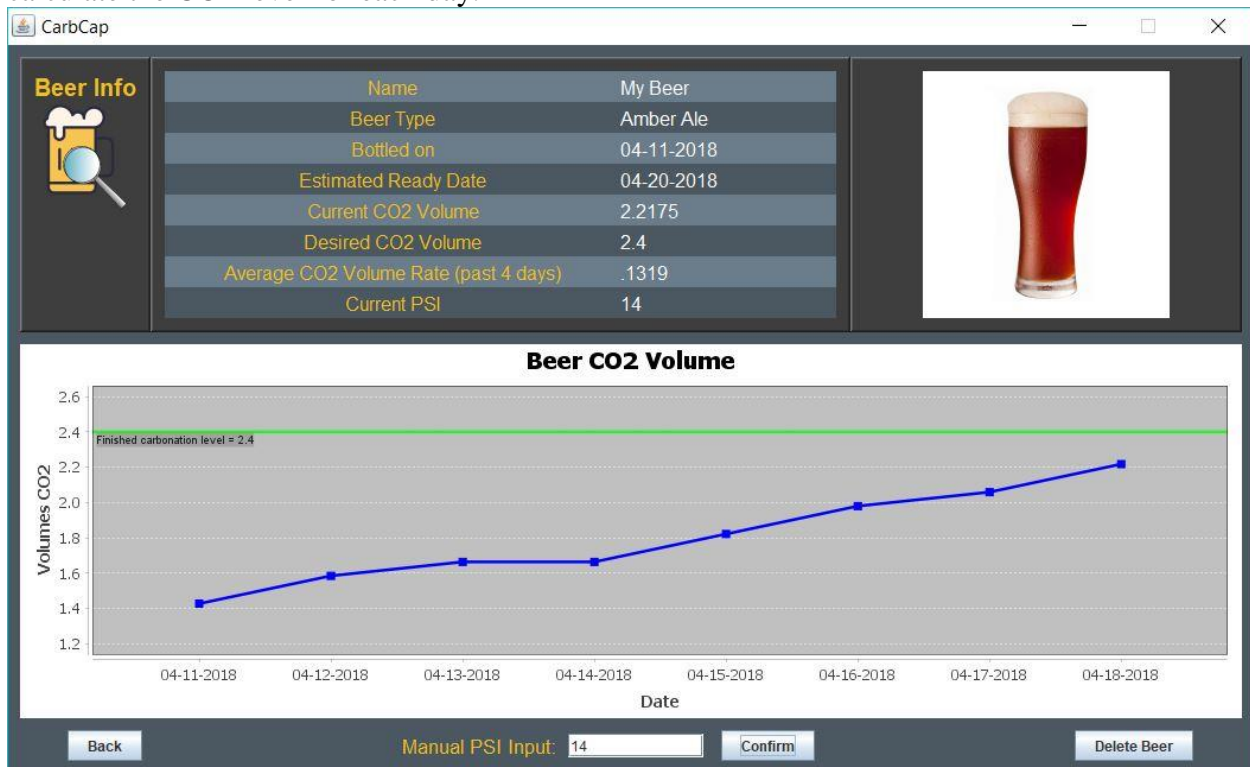 CarbCap
Beer Info
Name My Beer
Beer Type Amber Ale
Bottled on 04-11-2018
Estimated Ready Date 04-20-2018
Current CO2 Volume 2.2175
Desired CO2 Volume 2.4
Average CO2 Volume Rate (past 4 days) .1319
Current PSI 14
Beer CO2 Volume
2.6
2.4
Finished carbonation level = 2.4
2.2
2.0
1.8
1.6
1.4
1.2
Volumes CO2
04-11-2018 04-12-2018 04-13-2018 04-14-2018 04-15-2018 04-16-2018 04-17-2018 04-18-2018
Date
Back Manual PSI Input: 14 Confirm Delete Beer